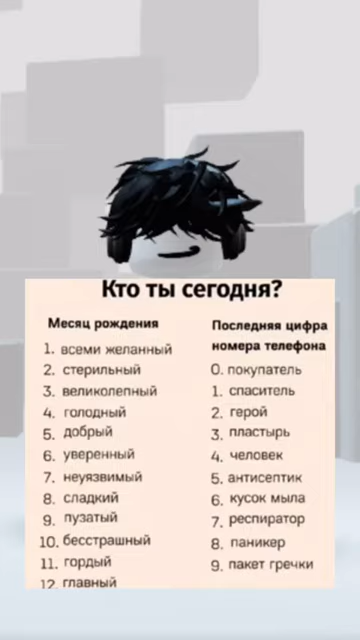 Кто ты сегодня?
Месяц рождения
1. всеми желанный
2. стерильный
3. великолепный
4. голодный
5. добрый
6. уверенный
7. неуязвимый
8. сладкий
9. пузатый
10. бесстрашный
11. гордый
12. главный
Последняя цифра
номера телефона
0. покупатель
1. спаситель
2. герой
3. пластырь
4. человек
5. антисептик
6. кусок мыла
7. респиратор
8. паникер
9. пакет гречки